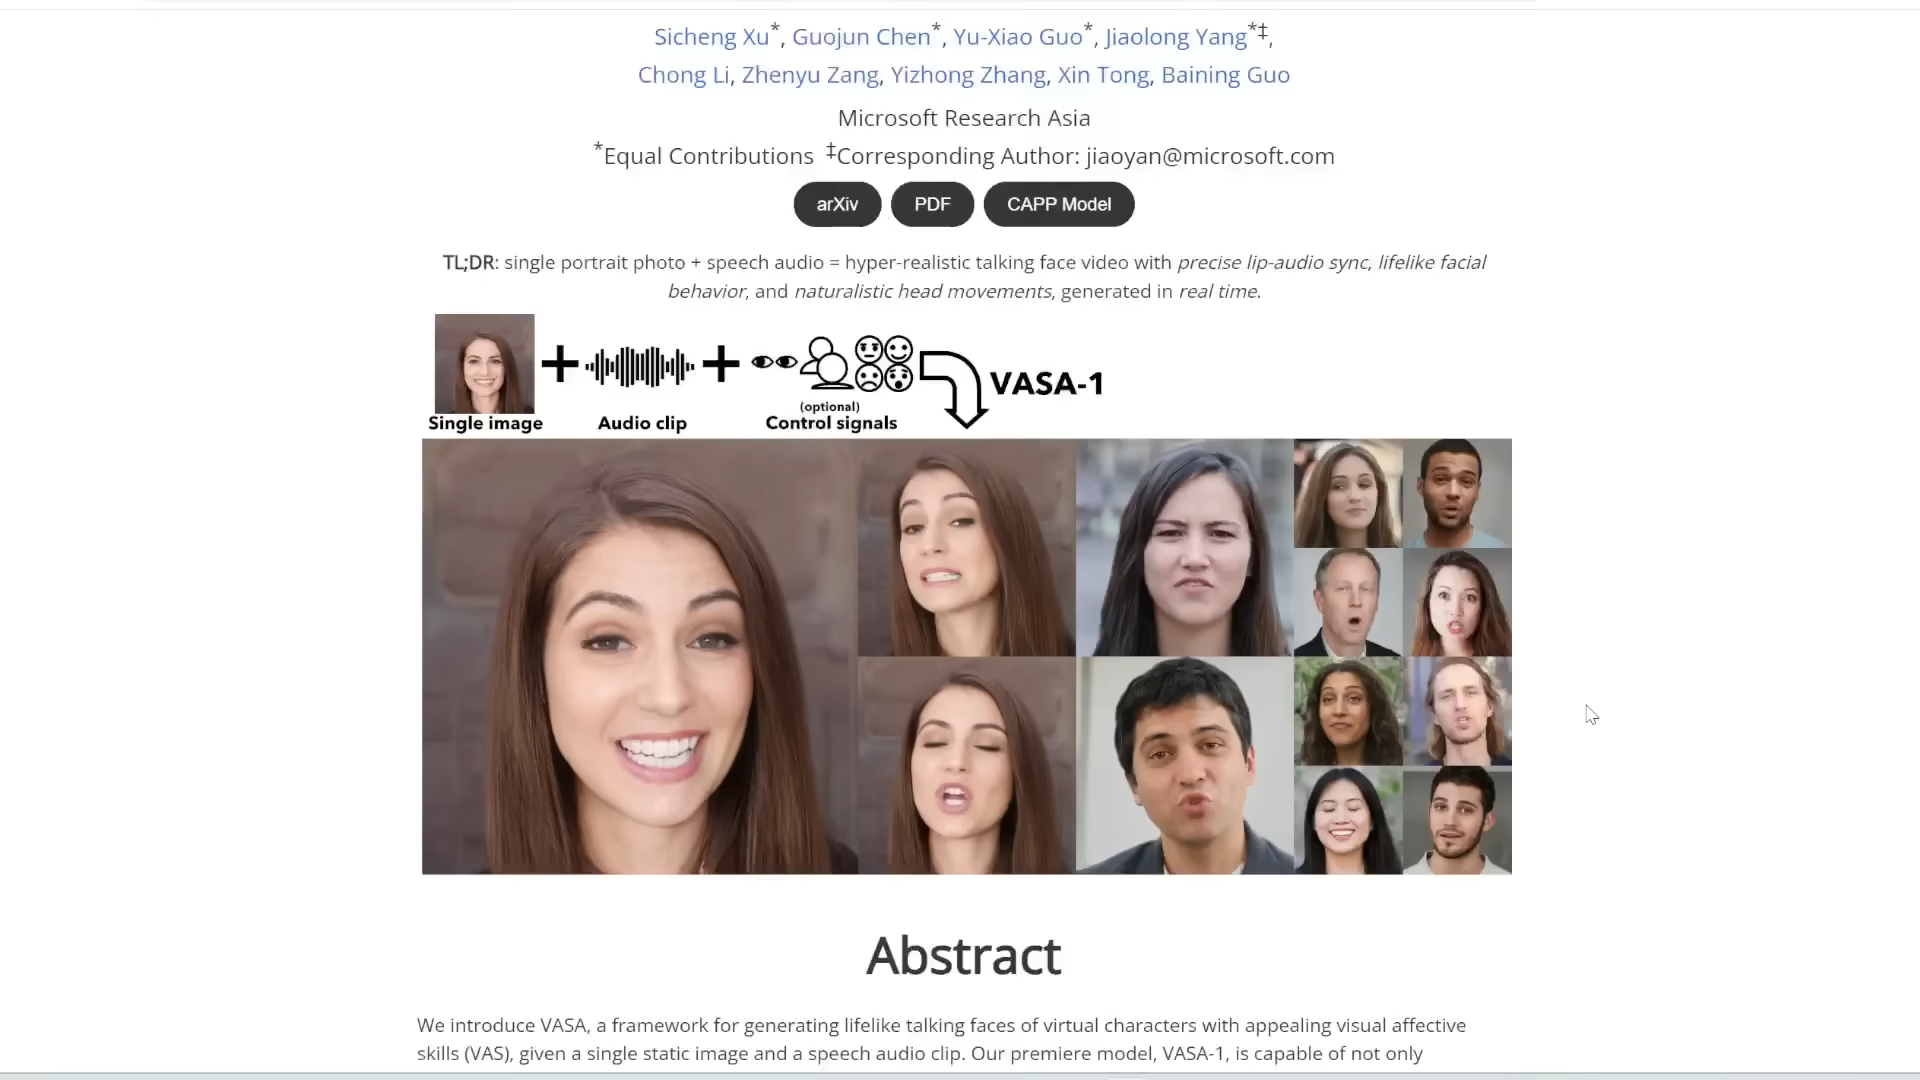 Sicheng Xu*, Guojun Chen*, Yu-Xiao Guo*, Jiaolong Yang*‡,
Chong Li, Zhenyu Zang, Yizhong Zhang, Xin Tong, Baining Guo
Microsoft Research Asia
*Equal Contributions ‡Corresponding Author: jiaoyan@microsoft.com
arXiv PDF CAPP Model
TL;DR: single portrait photo + speech audio = hyper-realistic talking face video with precise lip-audio sync, lifelike facial
behavior, and naturalistic head movements, generated in real time.
VASA-1
(optional)
Single image Audio clip Control signals
Abstract
We introduce VASA, a framework for generating lifelike talking faces of virtual characters with appealing visual affective
skills (VAS), given a single static image and a speech audio clip. Our premiere model, VASA-1, is capable of not only